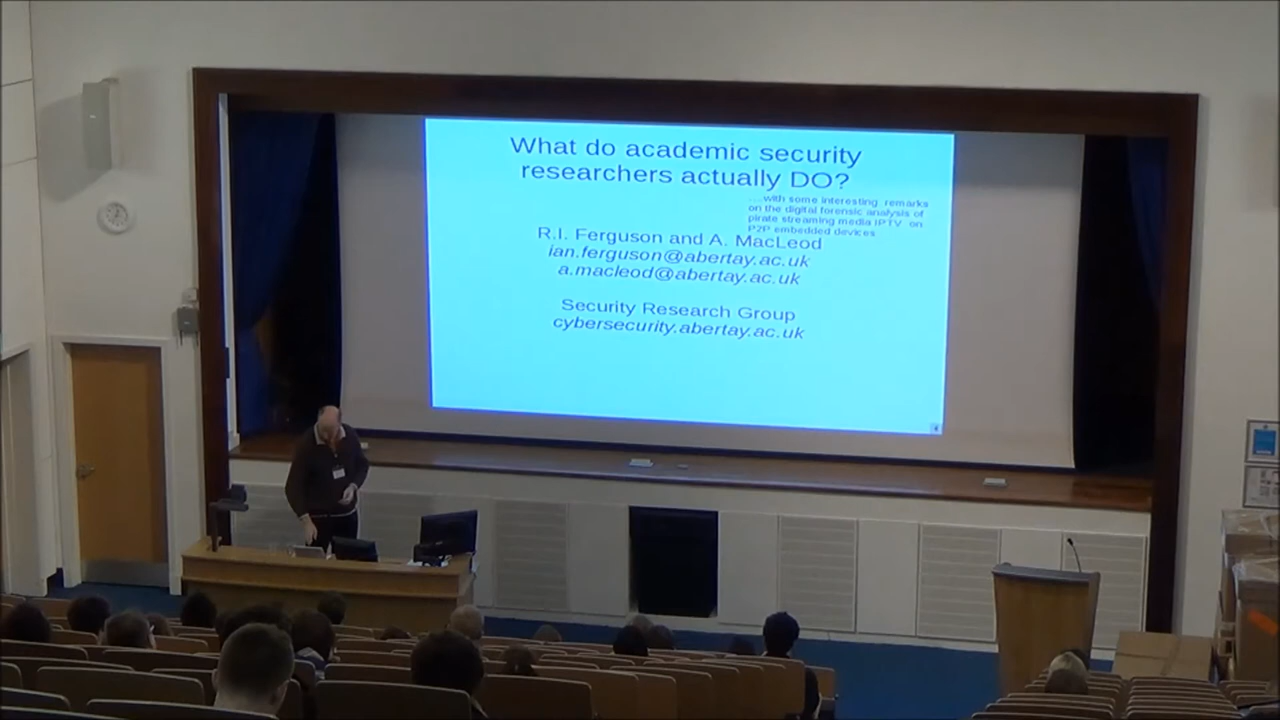 What do academic security
researchers actually DO?
...with some interesting remarks
on the digital forensic analysis of
pirate streaming media IPTV on
P2P embedded devices
R.I. Ferguson and A. MacLeod
ian.ferguson@abertay.ac.uk
a.macleod@abertay.ac.uk
Security Research Group
cybersecurity.abertay.ac.uk